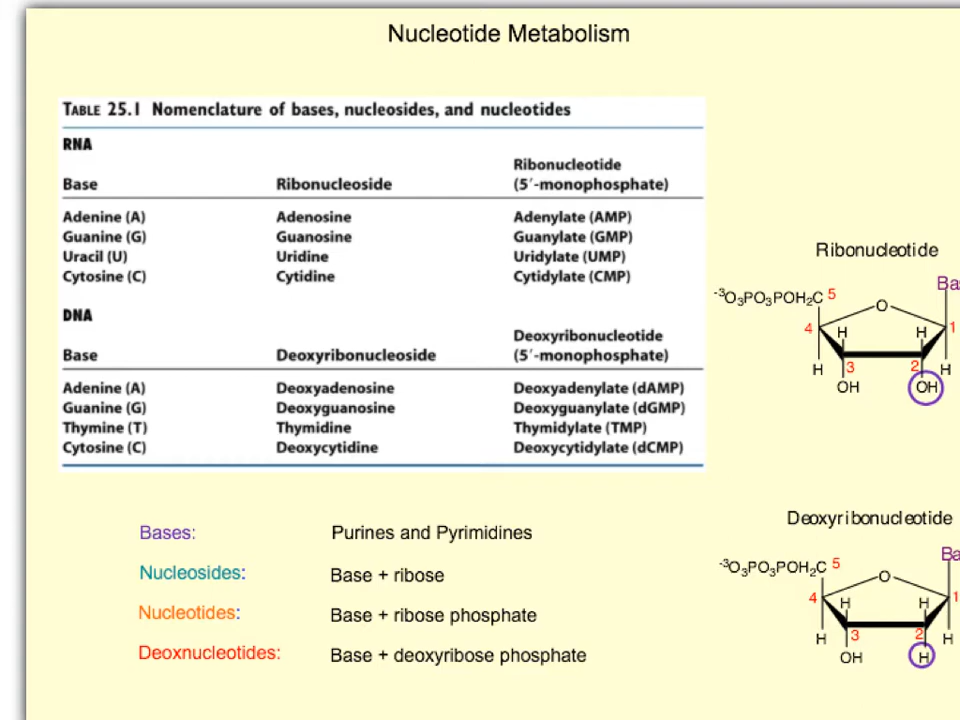 Nucleotide Metabolism
TABLE 25.1 Nomenclature of bases, nucleosides, and nucleotides
RNA
Base Ribonucleoside Ribonucleotide (5′-monophosphate)
Adenine (A) Adenosine Adenylate (AMP)
Guanine (G) Guanosine Guanylate (GMP)
Uracil (U) Uridine Uridylate (UMP)
Cytosine (C) Cytidine Cytidylate (CMP)
DNA
Base Deoxyribonucleoside Deoxyribonucleotide (5′-monophosphate)
Adenine (A) Deoxyadenosine Deoxyadenylate (dAMP)
Guanine (G) Deoxyguanosine Deoxyguanylate (dGMP)
Thymine (T) Thymidine Thymidylate (TMP)
Cytosine (C) Deoxycytidine Deoxycytidylate (dCMP)
Ribonucleotide
Bas
-3O3PO3POH2C 5
O
4 H H 1
H 3 2 H
OH OH
Bases: Purines and Pyrimidines
Nucleosides: Base + ribose
Nucleotides: Base + ribose phosphate
Deoxnucleotides: Base + deoxyribose phosphate
Deoxyribonucleotide
Ba
-3O3PO3POH2C 5
O
4 H H 1
H 3 2 H
OH H